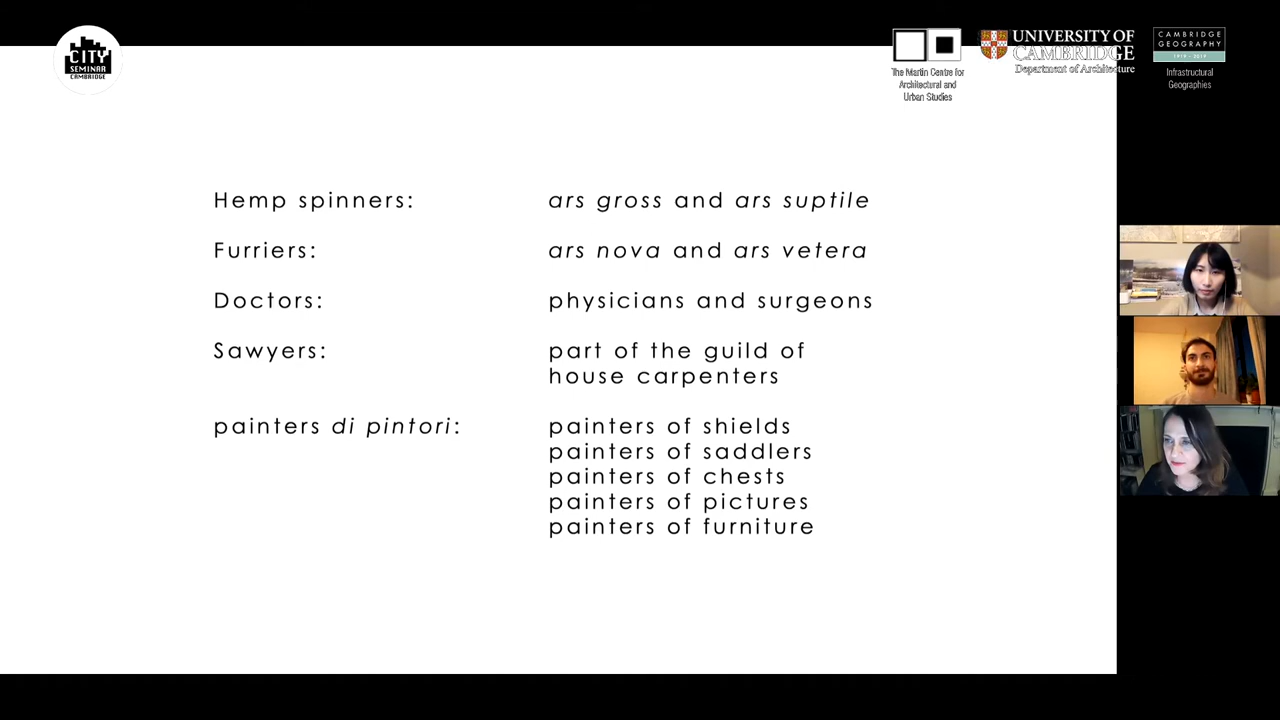 CITY
SEMINAR
CAMBRIDGE
The Martin Centre for
Architectural and
Urban Studies
UNIVERSITY OF
CAMBRIDGE
Department of Architecture
CAMBRIDGE
GEOGRAPHY
1919 - 2019
Infrastructural
Geographies
Hemp spinners: ars gross and ars suptile
Furriers: ars nova and ars vetera
Doctors: physicians and surgeons
Sawyers: part of the guild of
house carpenters
painters di pintori: painters of shields
painters of saddlers
painters of chests
painters of pictures
painters of furniture